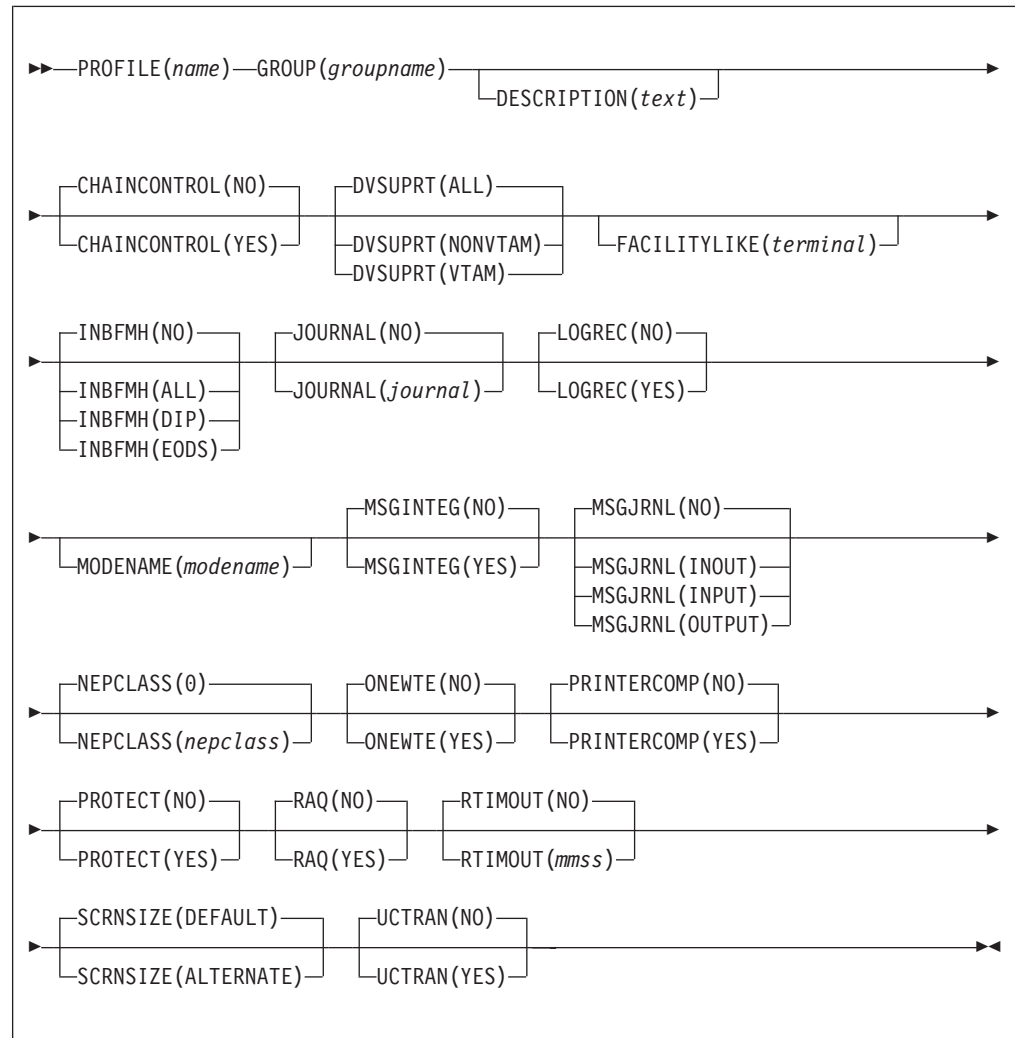 PROFILE(name) GROUP(groupname)
DESCRIPTION(text)
CHAINCONTROL(NO) DVSUPRT(ALL)
CHAINCONTROL(YES) DVSUPRT(NONVTAM) FACILITYLIKE(terminal)
DVSUPRT(VTAM)
INBFMH(NO) JOURNAL(NO) LOGREC(NO)
INBFMH(ALL) JOURNAL(journal) LOGREC(YES)
INBFMH(DIP)
INBFMH(EODS)
MSGINTEG(NO) MSGJRNL(NO)
MODENAME(modename) MSGINTEG(YES) MSGJRNL(INOUT)
MSGJRNL(INPUT)
MSGJRNL(OUTPUT)
NEPCLASS(0) ONEWTE(NO) PRINTERCOMP(NO)
NEPCLASS(nepclass) ONEWTE(YES) PRINTERCOMP(YES)
PROTECT(NO) RAQ(NO) RTIMOUT(NO)
PROTECT(YES) RAQ(YES) RTIMOUT(mmss)
SCRNSIZE(DEFAULT) UCTRAN(NO)
SCRNSIZE(ALTERNATE) UCTRAN(YES)